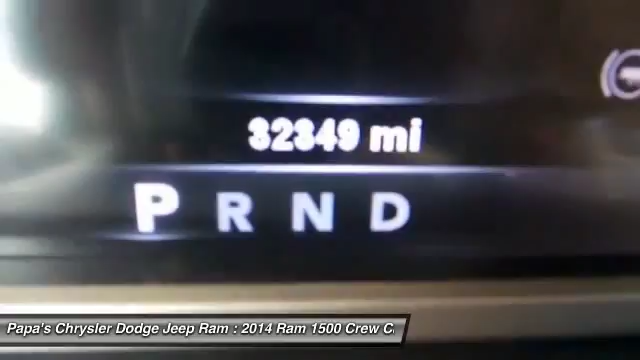 32349 mi
P R N D
Papa's Chrysler Dodge Jeep Ram : 2014 Ram 1500 Crew C